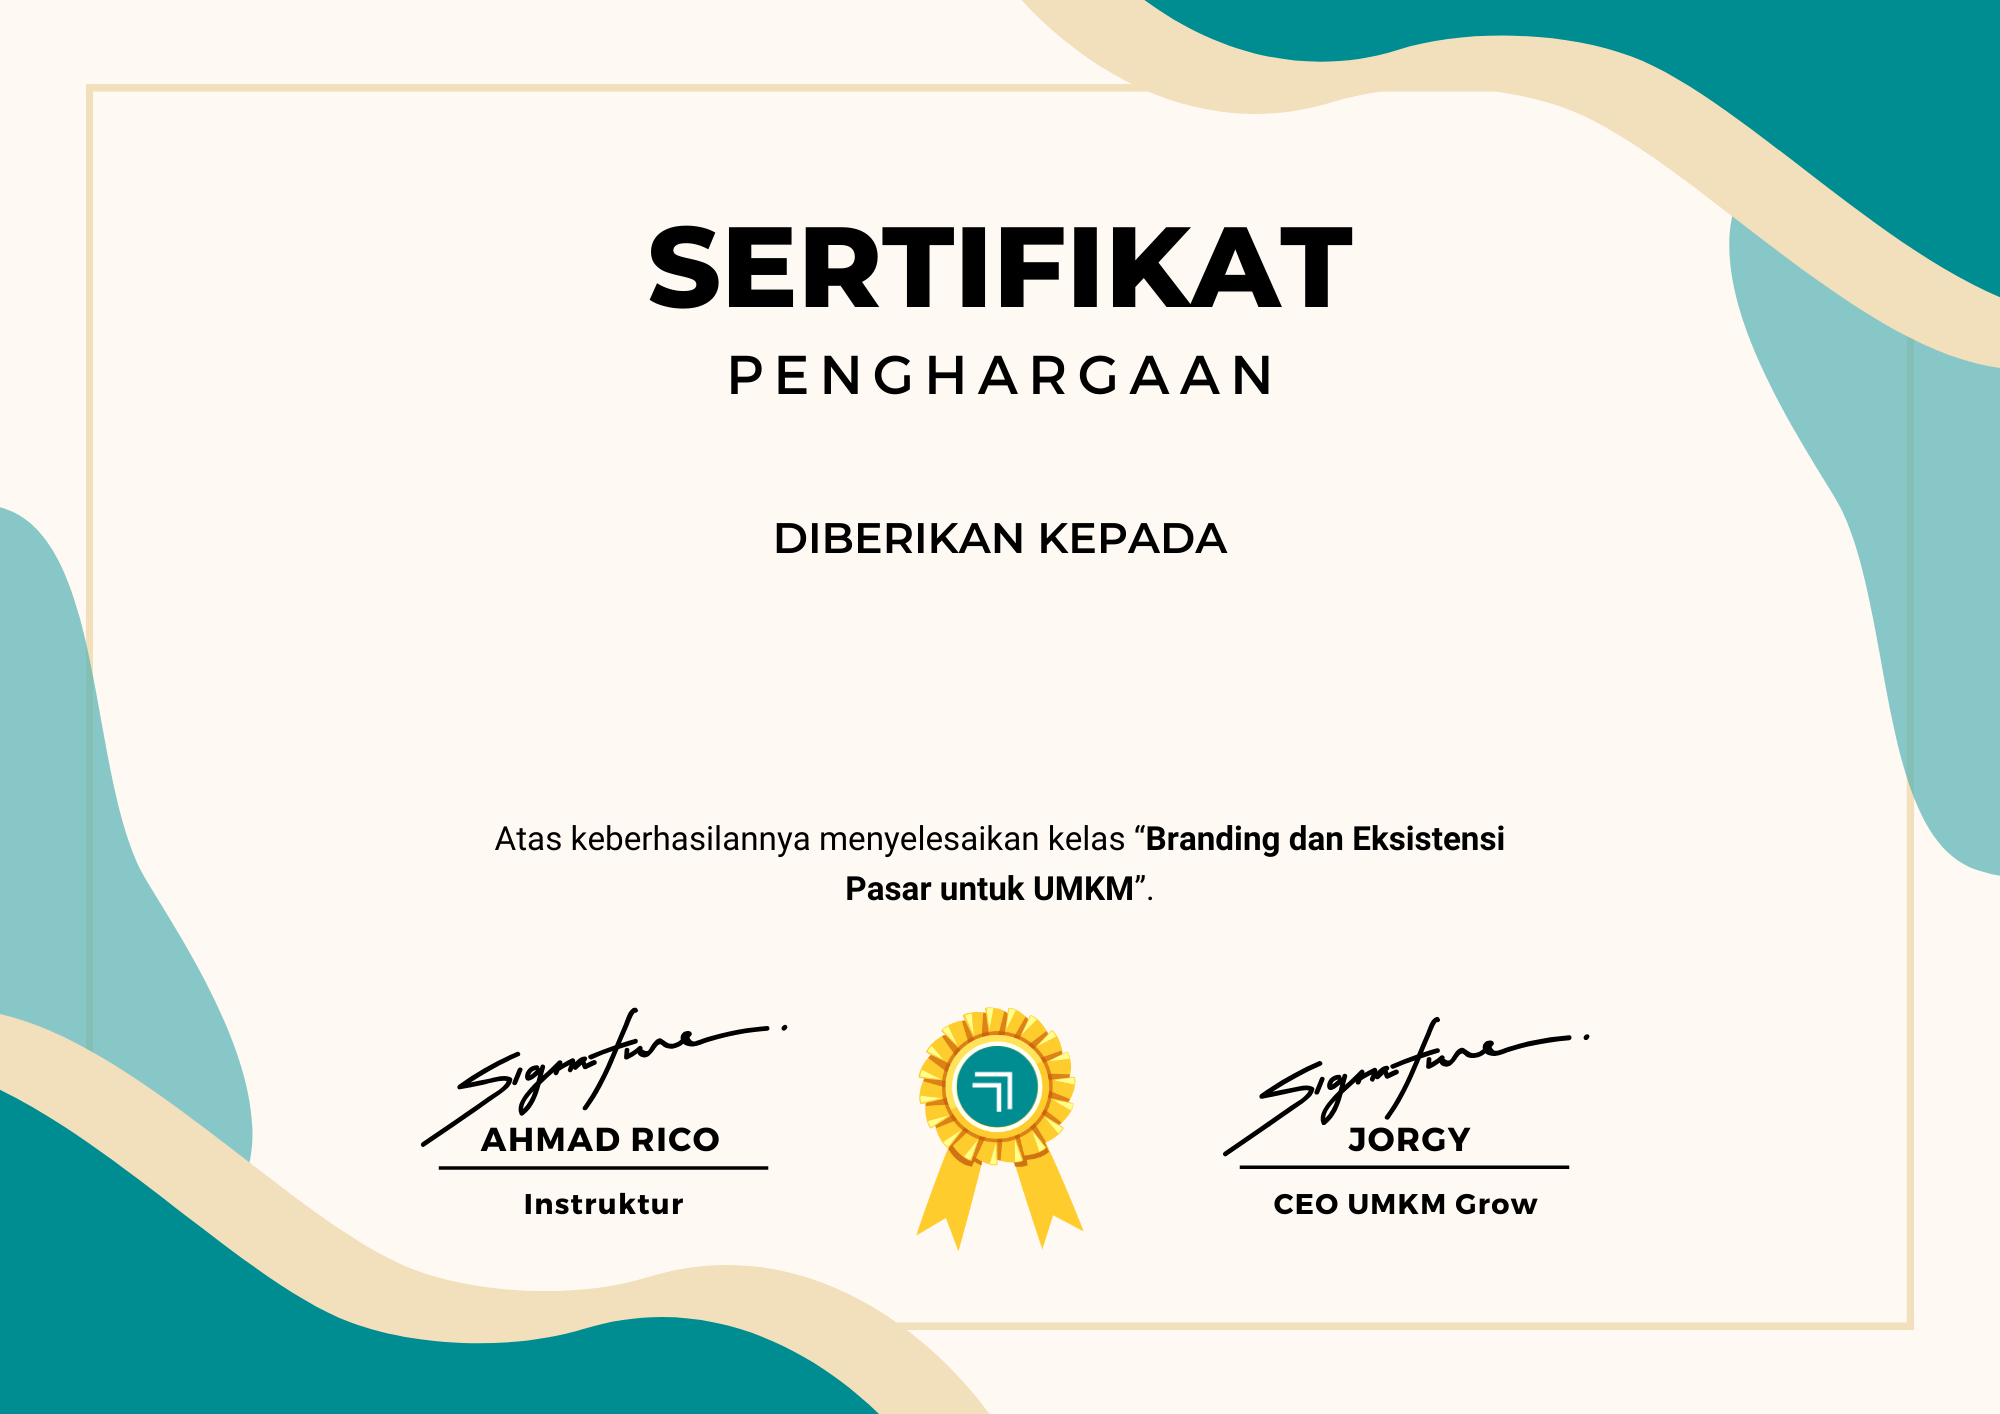 SERTIFIKAT
PENGHARGAAN
DIBERIKAN KEPADA
Atas keberhasilannya menyelesaikan kelas “Branding dan Eksistensi
Pasar untuk UMKM”.
Signature
AHMAD RICO
Instruktur
Signature
JORGY
CEO UMKM Grow